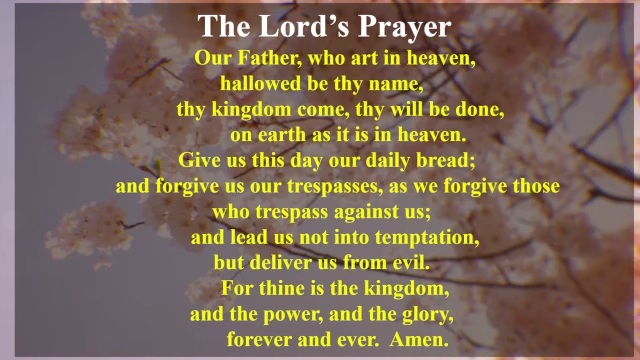 The Lord's Prayer
Our Father, who art in heaven,
hallowed be thy name,
thy kingdom come, thy will be done,
on earth as it is in heaven.
Give us this day our daily bread;
and forgive us our trespasses, as we forgive those
who trespass against us;
and lead us not into temptation,
but deliver us from evil.
For thine is the kingdom,
and the power, and the glory,
forever and ever.  Amen.